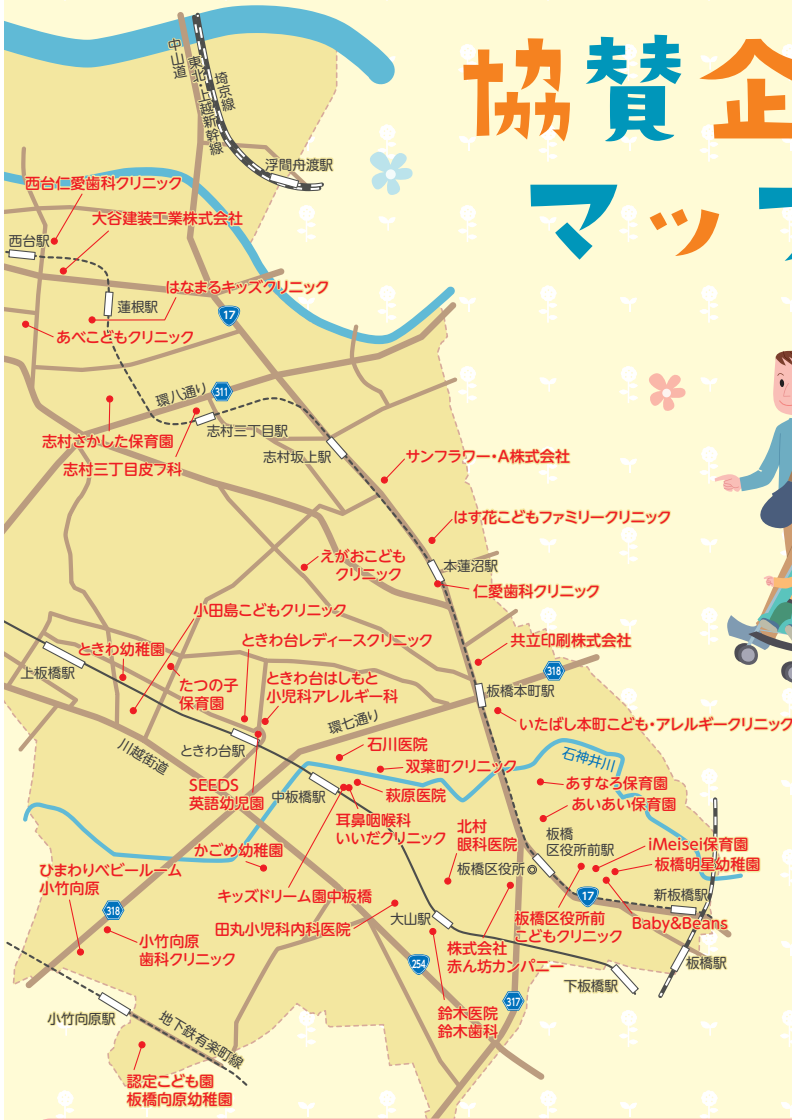 協賛企
マップ
中山道
東北・上越新幹線
埼京線
浮間舟渡駅
西台仁愛歯科クリニック
大谷建装工業株式会社
西台駅
はなまるキッズクリニック
蓮根駅
17
あべこどもクリニック
環八通り
311
志村さかした保育園
志村三丁目駅
志村三丁目皮フ科
志村坂上駅
サンフラワー・A株式会社
はす花こどもファミリークリニック
えがおこども
クリニック
本蓮沼駅
仁愛歯科クリニック
小田島こどもクリニック
ときわ幼稚園
ときわ台レディースクリニック
共立印刷株式会社
上板橋駅
たつの子
保育園
ときわ台はしもと
小児科アレルギー科
318
板橋本町駅
環七通り
いたばし本町こども・アレルギークリニック
川越街道
ときわ台駅
石川医院
石神井川
双葉町クリニック
SEEDS
英語幼児園
中板橋駅
萩原医院
あすなろ保育園
あいあい保育園
耳鼻咽喉科
いいだクリニック
北村
眼科医院
板橋
区役所前駅
iMeisei保育園
かごめ幼稚園
板橋区役所
板橋明星幼稚園
ひまわりベビールーム
小竹向原
キッズドリーム園中板橋
17
新板橋駅
318
大山駅
板橋区役所前
こどもクリニック
Baby&Beans
田丸小児科内科医院
小竹向原
歯科クリニック
株式会社
赤ん坊カンパニー
板橋駅
254
下板橋駅
317
鈴木医院
鈴木歯科
小竹向原駅
地下鉄有楽町線
認定こども園
板橋向原幼稚園